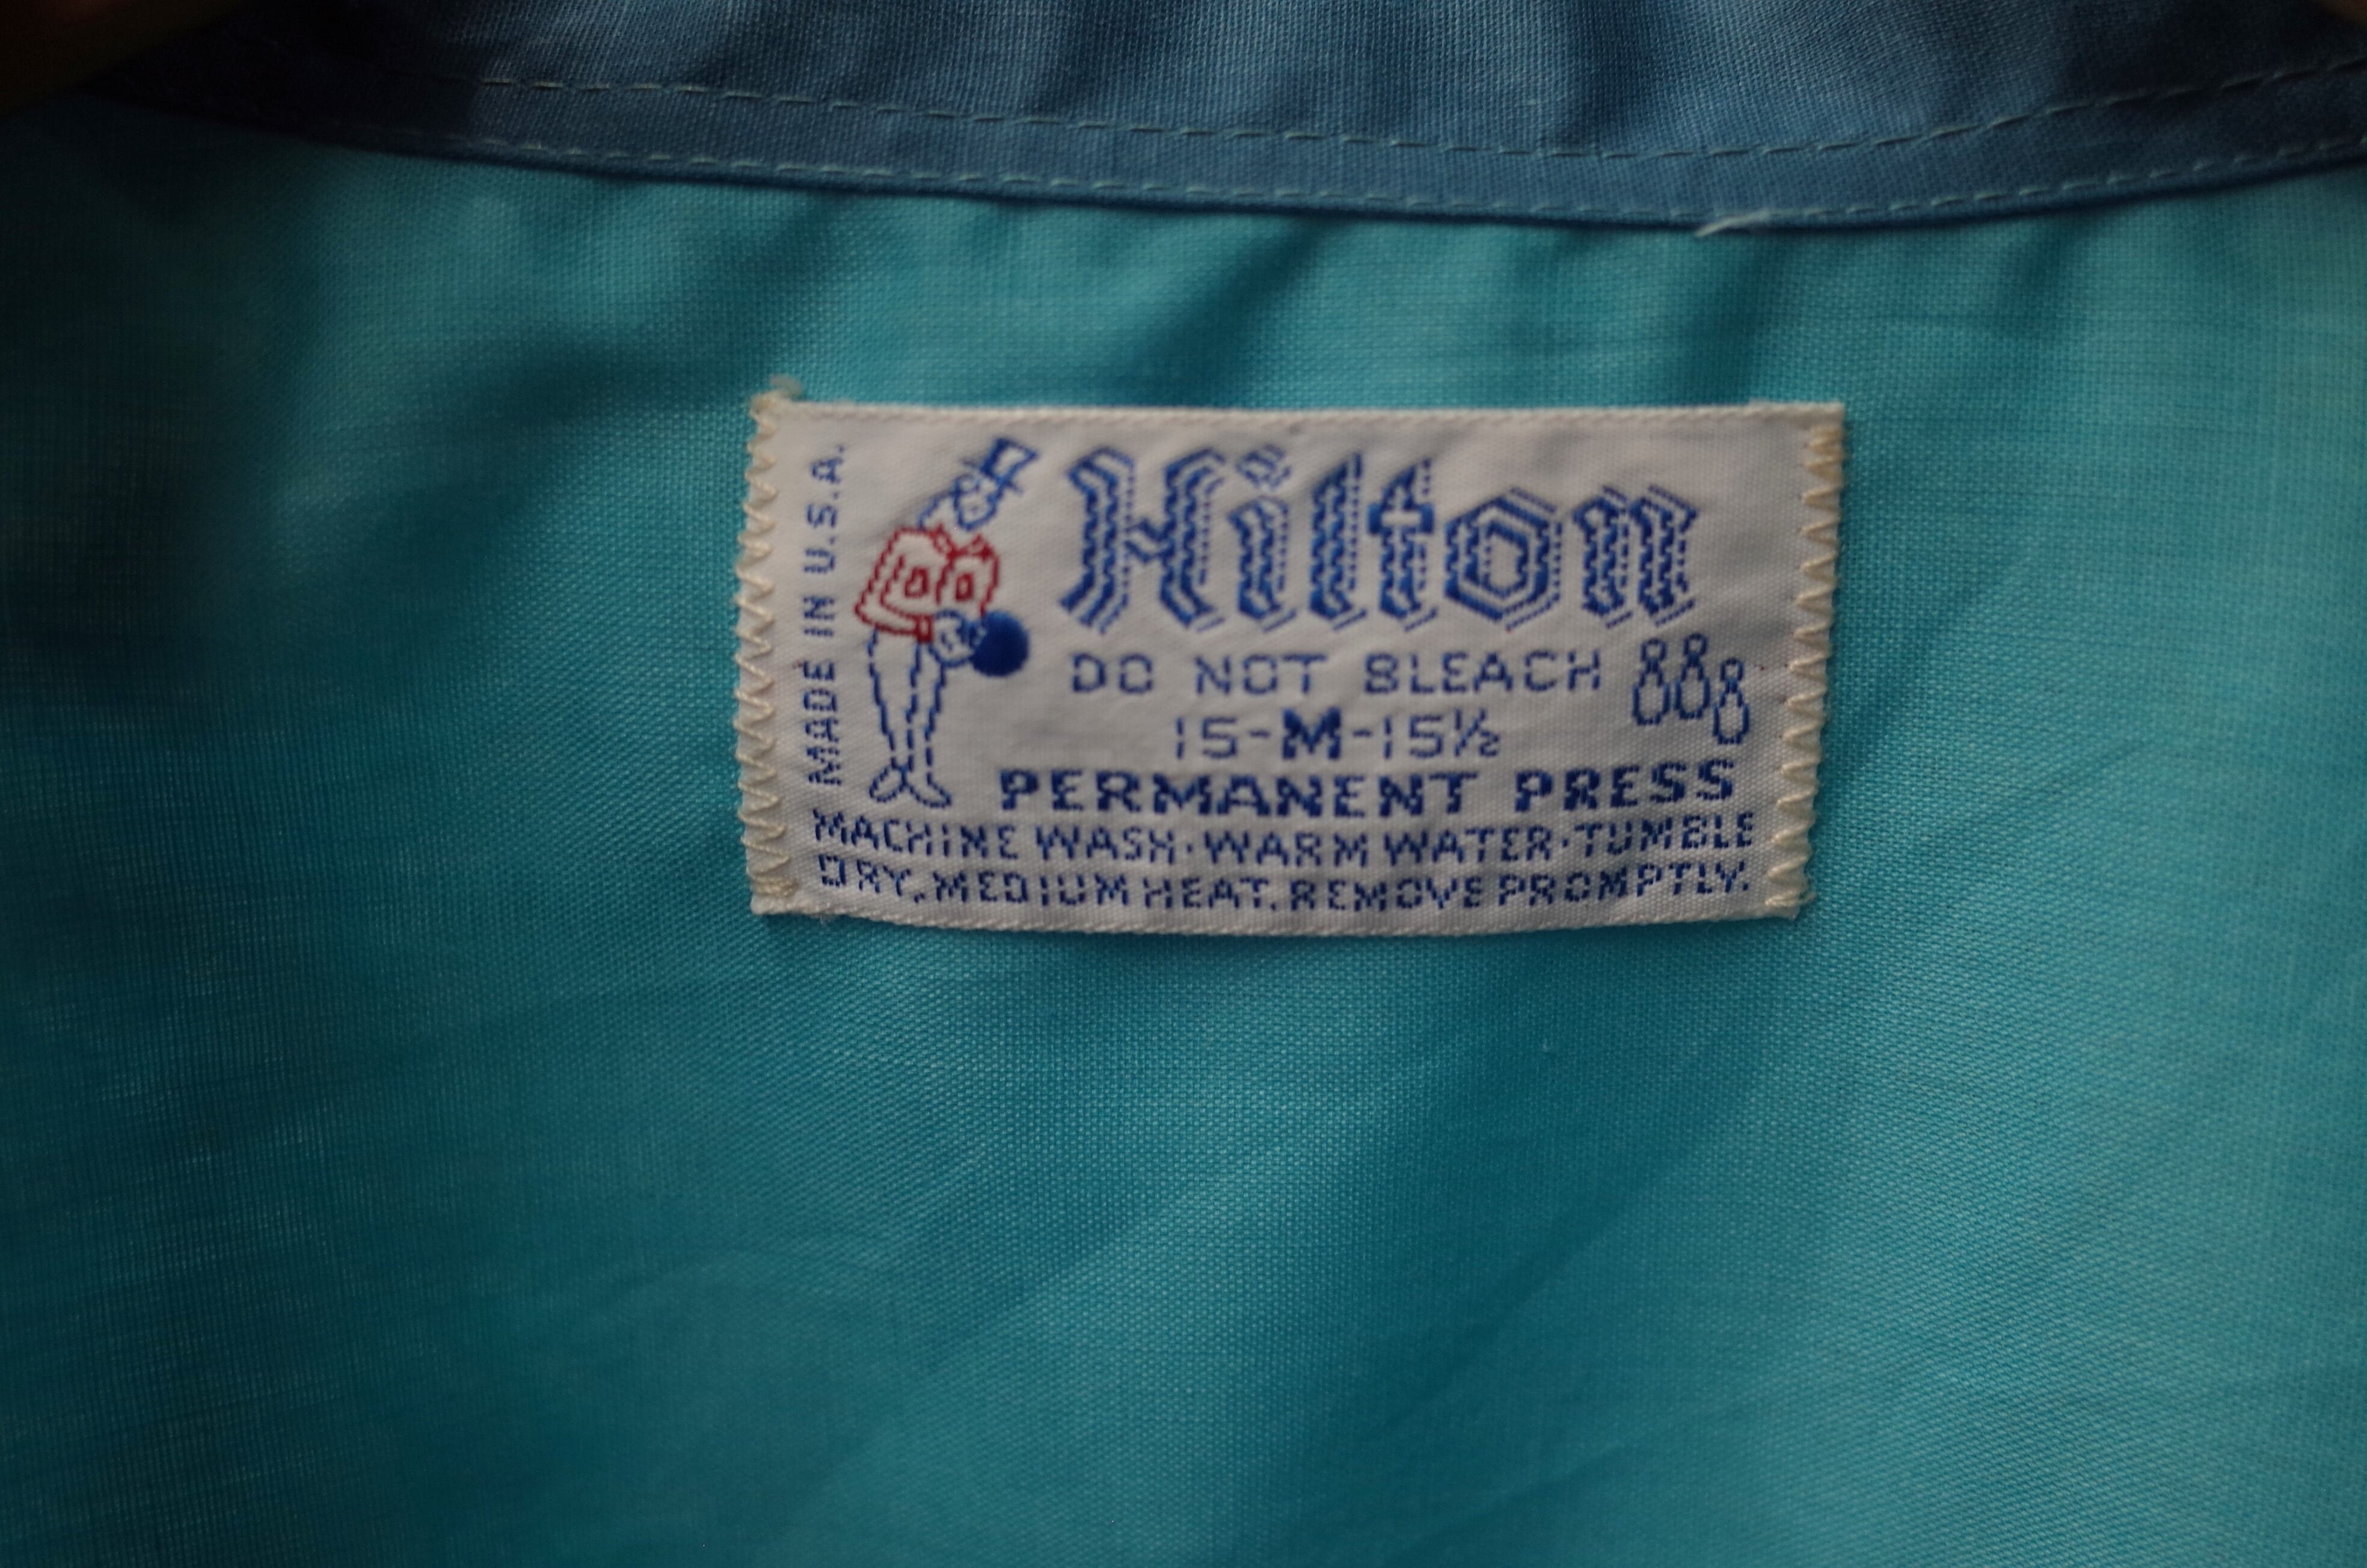 MADE IN U.S.A.
Hilton
DO NOT BLEACH
15-M-15½
PERMANENT PRESS
MACHINE WASH·WARM WATER·TUMBLE
DRY.MEDIUM HEAT.REMOVE PROMPTLY.